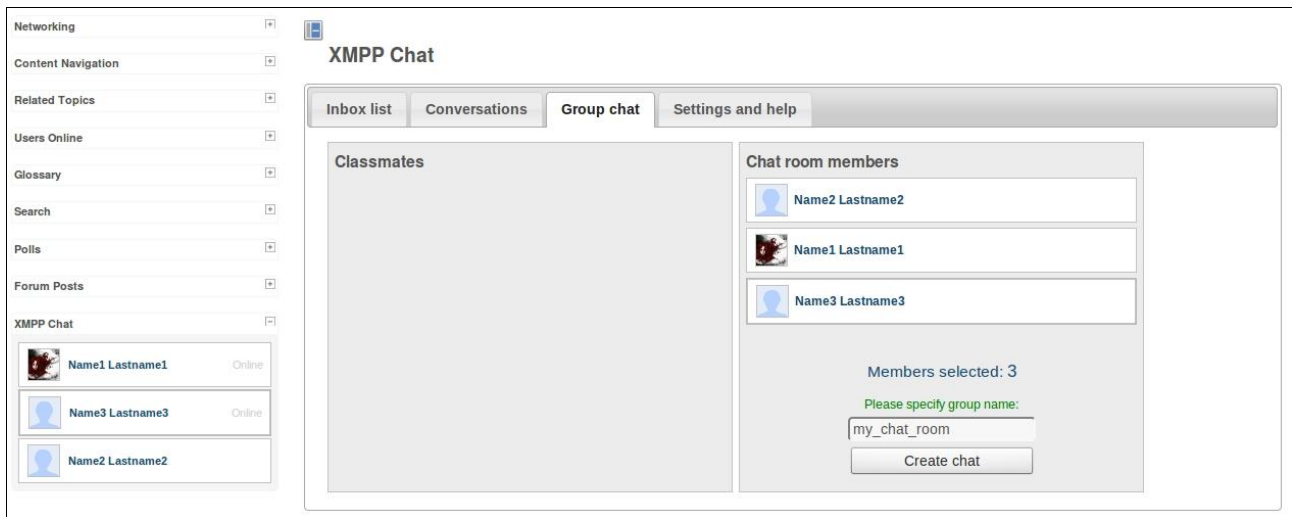 Networking
Content Navigation
Related Topics
Users Online
Glossary
Search
Polls
Forum Posts
XMPP Chat
Name1 Lastname1 Online
Name3 Lastname3 Online
Name2 Lastname2
XMPP Chat
Inbox list Conversations Group chat Settings and help
Classmates
Chat room members
Name2 Lastname2
Name1 Lastname1
Name3 Lastname3
Members selected: 3
Please specify group name:
my_chat_room
Create chat